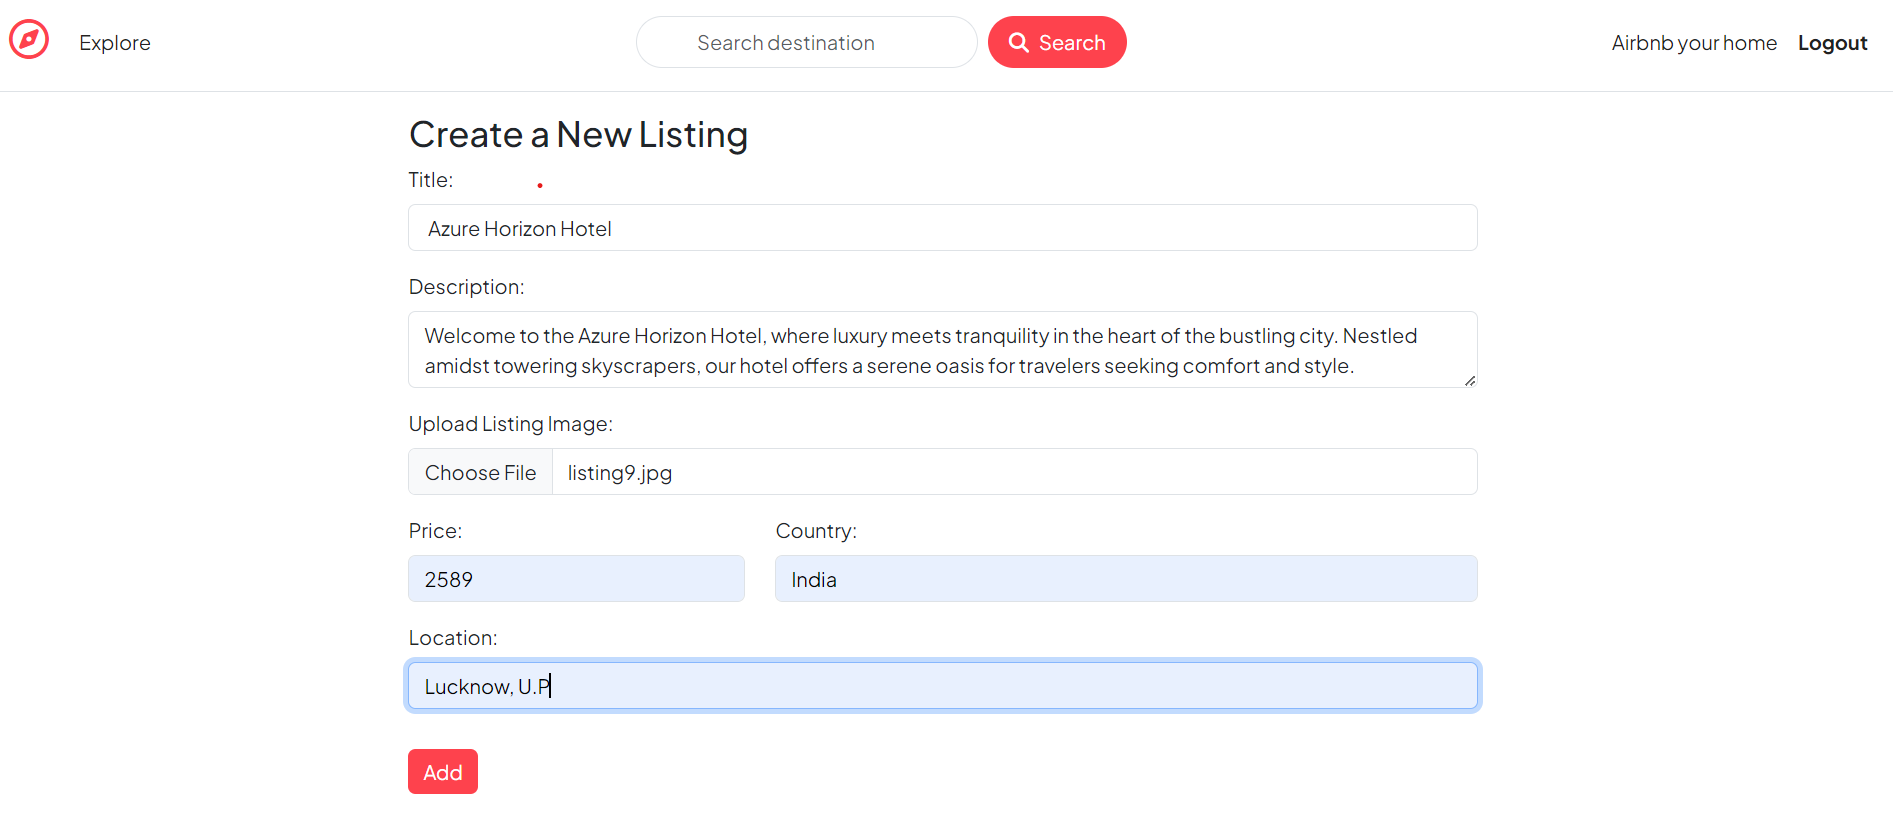 Explore
Search destination
Search
Airbnb your home
Logout
Create a New Listing
Title:
Azure Horizon Hotel
Description:
Welcome to the Azure Horizon Hotel, where luxury meets tranquility in the heart of the bustling city. Nestled
amidst towering skyscrapers, our hotel offers a serene oasis for travelers seeking comfort and style.
Upload Listing Image:
Choose File listing9.jpg
Price:
Country:
2589
India
Location:
Lucknow, U.P
Add